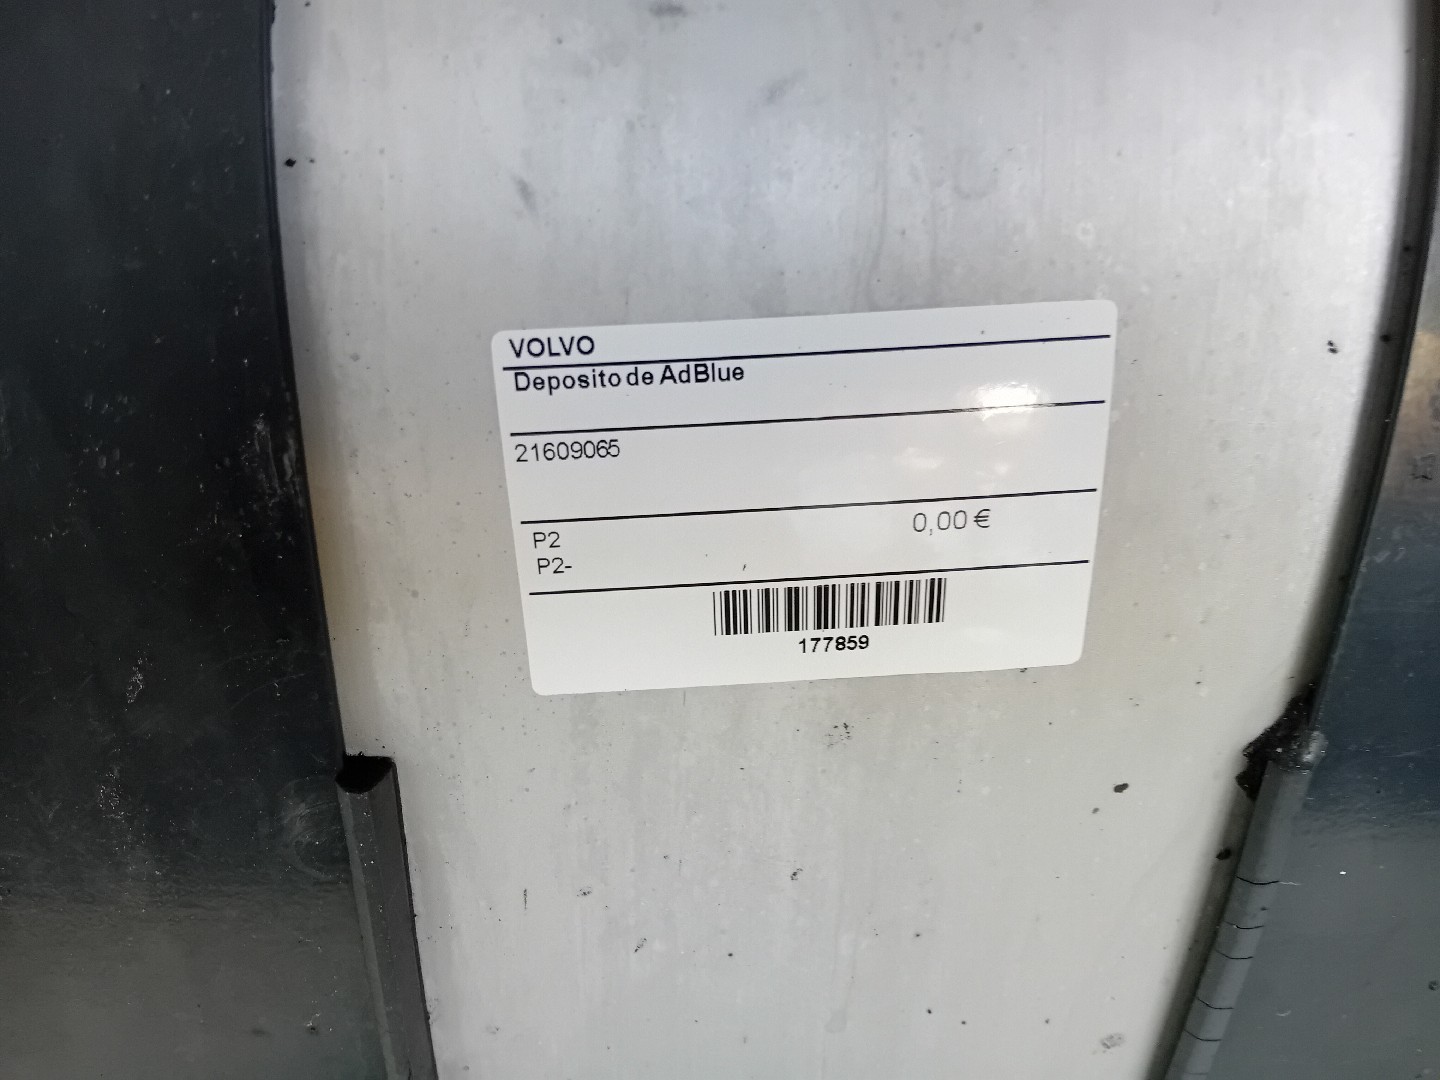 VOLVO
Deposito de AdBlue
21609065
P2
0,00 €
P2-
177859